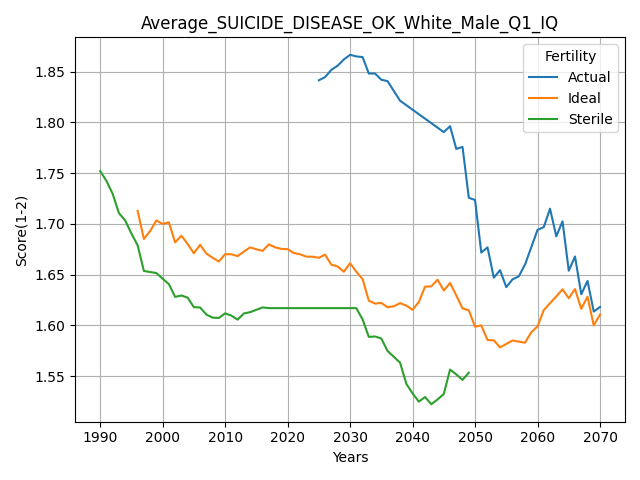 Average_SUICIDE_DISEASE_OK_White_Male_Q1_IQ
Fertility
Actual
Ideal
Sterile
Score(1-2)
1.85
1.80
1.75
1.70
1.65
1.60
1.55
1990 2000 2010 2020 2030 2040 2050 2060 2070
Years